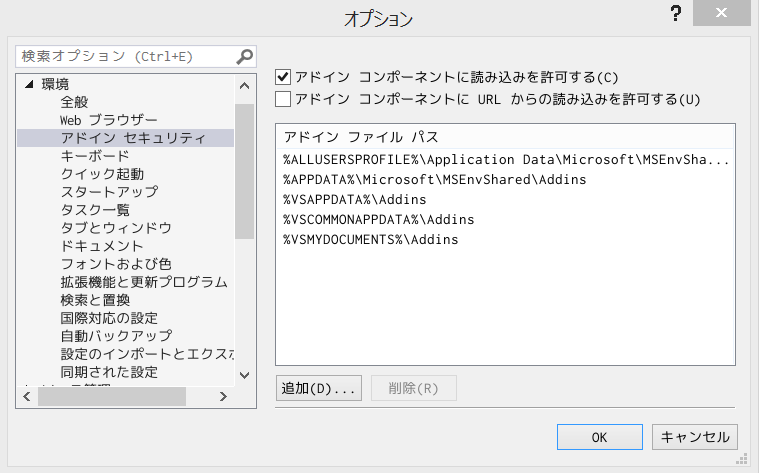 オプション
?
検索オプション (Ctrl+E)
環境
全般
Web ブラウザー
アドイン セキュリティ
キーボード
クイック起動
スタートアップ
タスク一覧
タブとウィンドウ
ドキュメント
フォントおよび色
拡張機能と更新プログラム
検索と置換
国際対応の設定
自動バックアップ
設定のインポートとエクスポ
同期された設定
アドイン コンポーネントに読み込みを許可する(C)
アドイン コンポーネントに URL からの読み込みを許可する(U)
アドイン ファイル パス
%ALLUSERSPROFILE%\Application Data\Microsoft\MSEnvSha...
%APPDATA%\Microsoft\MSEnvShared\Addins
%VSAPPDATA%\Addins
%VSCOMMONAPPDATA%\Addins
%VSMYDOCUMENTS%\Addins
追加(D)...
削除(R)
OK
キャンセル